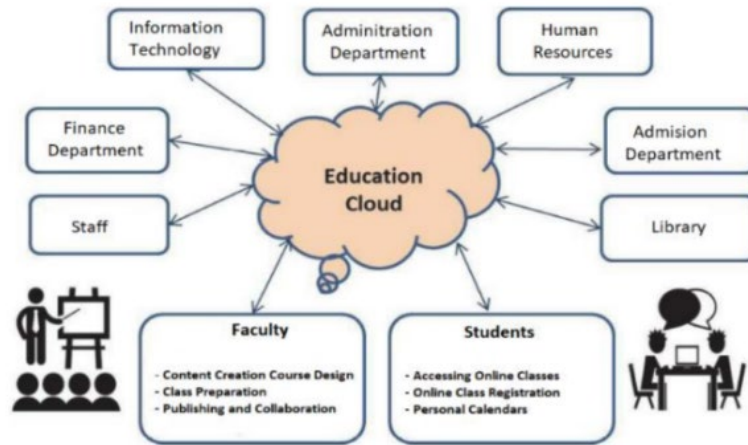 Information
Technology
Adminitration
Department
Human
Resources
Finance
Department
Education
Cloud
Admision
Department
Staff
Library
Faculty
- Content Creation Course Design
- Class Preparation
- Publishing and Collaboration
Students
- Accessing Online Classes
- Online Class Registration
- Personal Calendars